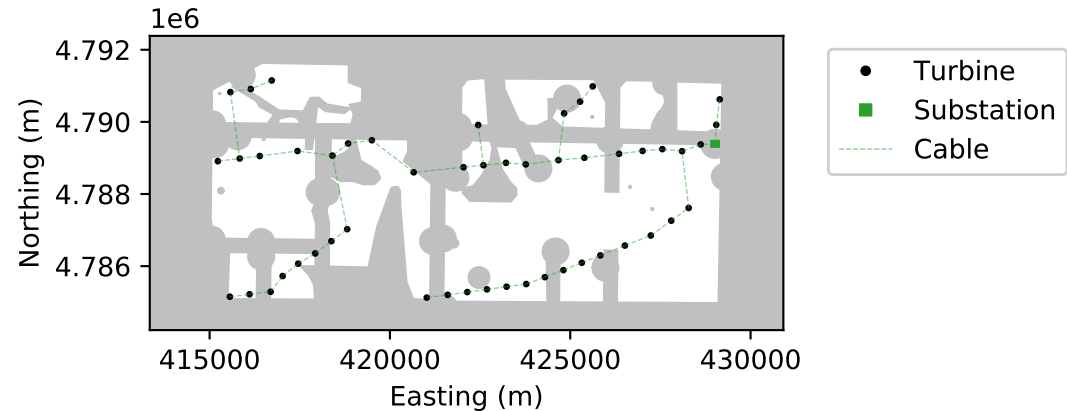 1e6
4.792
4.790
4.788
4.786
Northing (m)
415000 420000 425000 430000
Easting (m)
Turbine
Substation
Cable